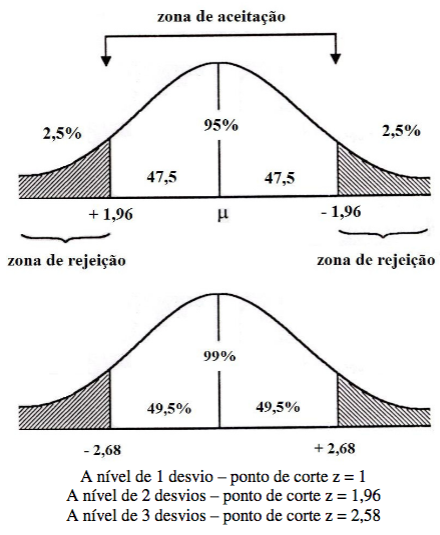 zona de aceitação
2,5% 2,5%
95%
47,5 47,5
+ 1,96 μ - 1,96
zona de rejeição zona de rejeição
99%
49,5% 49,5%
- 2,68 + 2,68
A nível de 1 desvio – ponto de corte z = 1
A nível de 2 desvios – ponto de corte z = 1,96
A nível de 3 desvios – ponto de corte z = 2,58